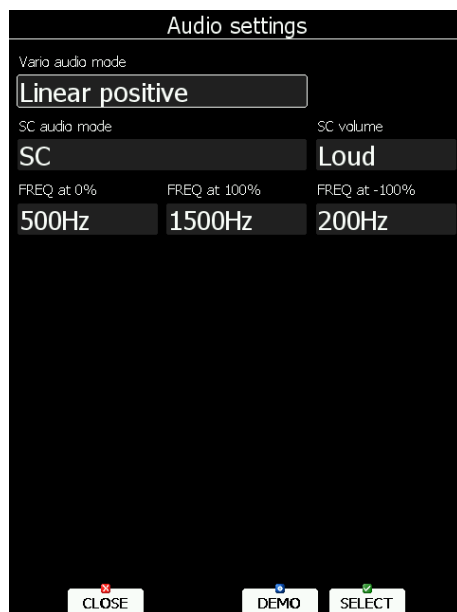 Audio settings
Vario audio mode
Linear positive
SC audio mode SC volume
SC Loud
FREQ at 0% FREQ at 100% FREQ at -100%
500Hz 1500Hz 200Hz
CLOSE DEMO SELECT